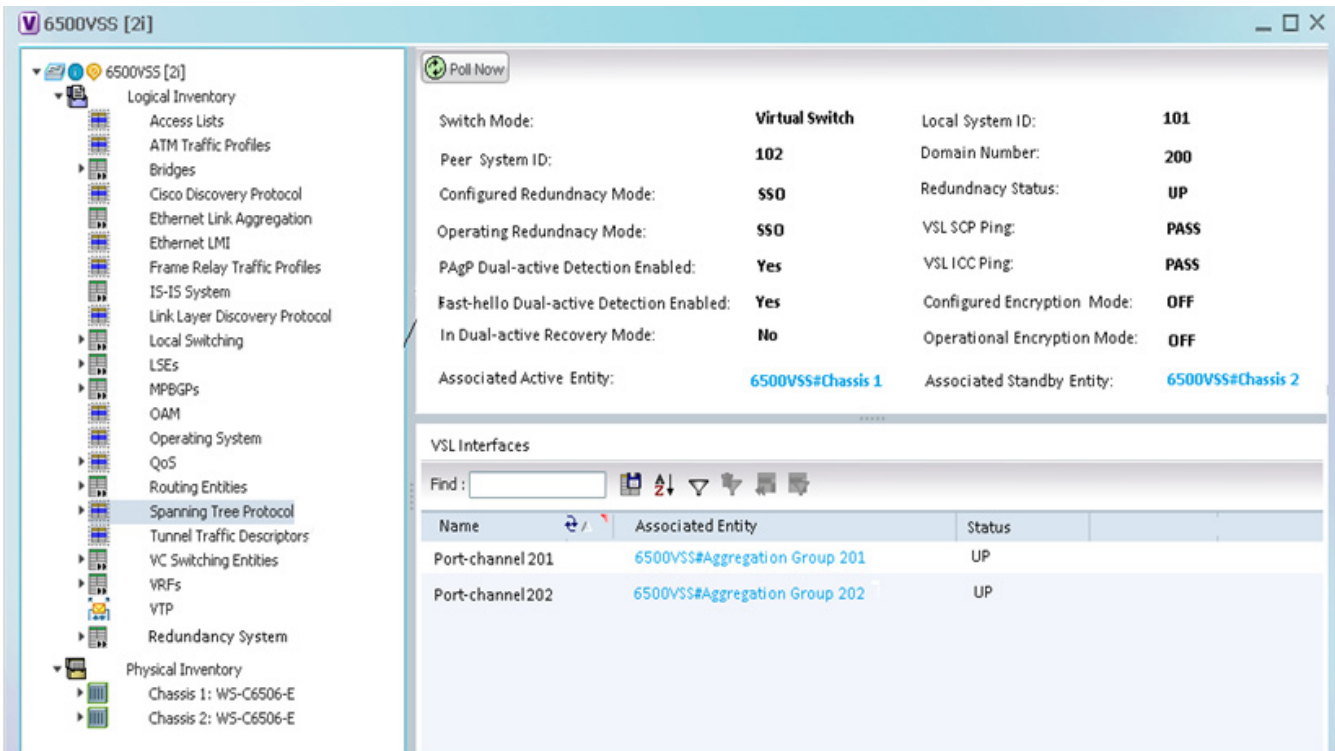 6500VSS [2i]
6500VSS [2i]
Logical Inventory
Access Lists
ATM Traffic Profiles
Bridges
Cisco Discovery Protocol
Ethernet Link Aggregation
Ethernet LMI
Frame Relay Traffic Profiles
IS-IS System
Link Layer Discovery Protocol
Local Switching
LSEs
MPBGPs
OAM
Operating System
QoS
Routing Entities
Spanning Tree Protocol
Tunnel Traffic Descriptors
VC Switching Entities
VRFs
VTP
Redundancy System
Physical Inventory
Chassis 1: WS-C6506-E
Chassis 2: WS-C6506-E
Poll Now
Switch Mode: Virtual Switch Local System ID: 101
Peer System ID: 102 Domain Number: 200
Configured Redundnacy Mode: SSO Redundnacy Status: UP
Operating Redundnacy Mode: SSO VSL SCP Ping: PASS
PAgP Dual-active Detection Enabled: Yes VSL ICC Ping: PASS
Fast-hello Dual-active Detection Enabled: Yes Configured Encryption Mode: OFF
In Dual-active Recovery Mode: No Operational Encryption Mode: OFF
Associated Active Entity: 6500VSS#Chassis 1 Associated Standby Entity: 6500VSS#Chassis 2
VSL Interfaces
Find :
Name Associated Entity Status
Port-channel 201 6500VSS#Aggregation Group 201 UP
Port-channel 202 6500VSS#Aggregation Group 202 UP